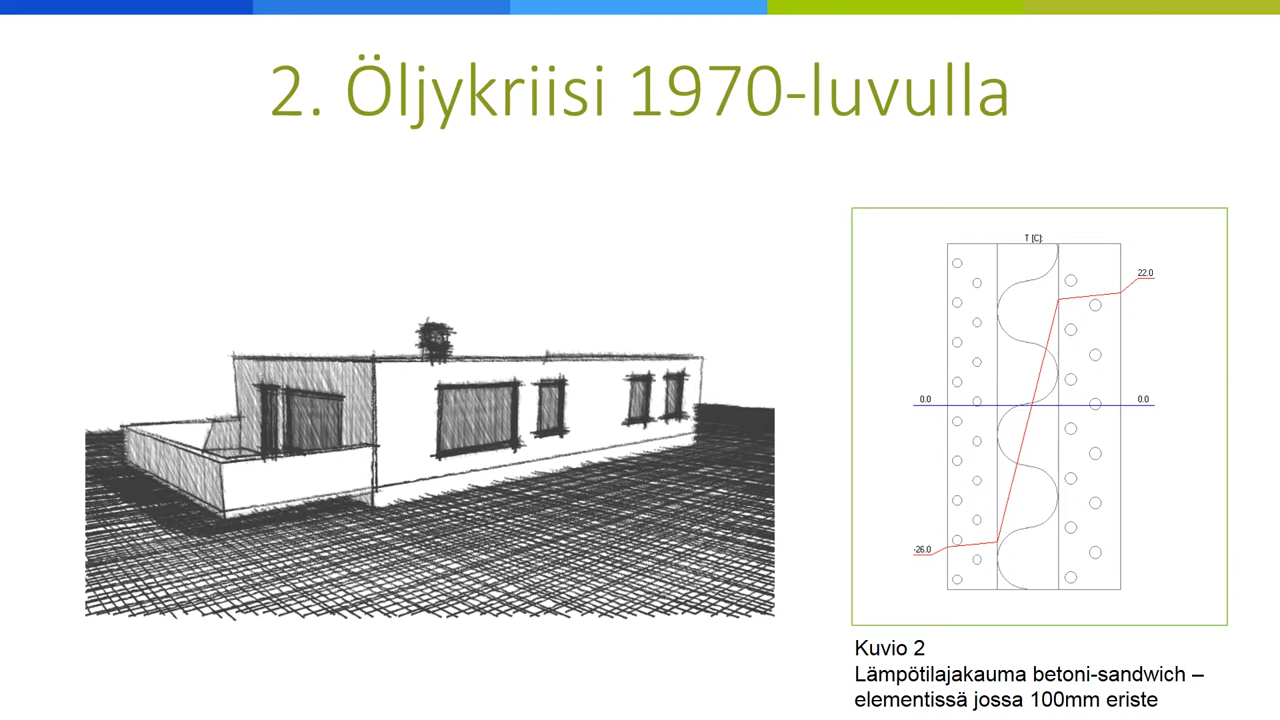 2. Öljykriisi 1970-luvulla
T [C]:
22.0
0.0
0.0
-26.0
Kuvio 2
Lämpötilajakauma betoni-sandwich –
elementissä jossa 100mm eriste